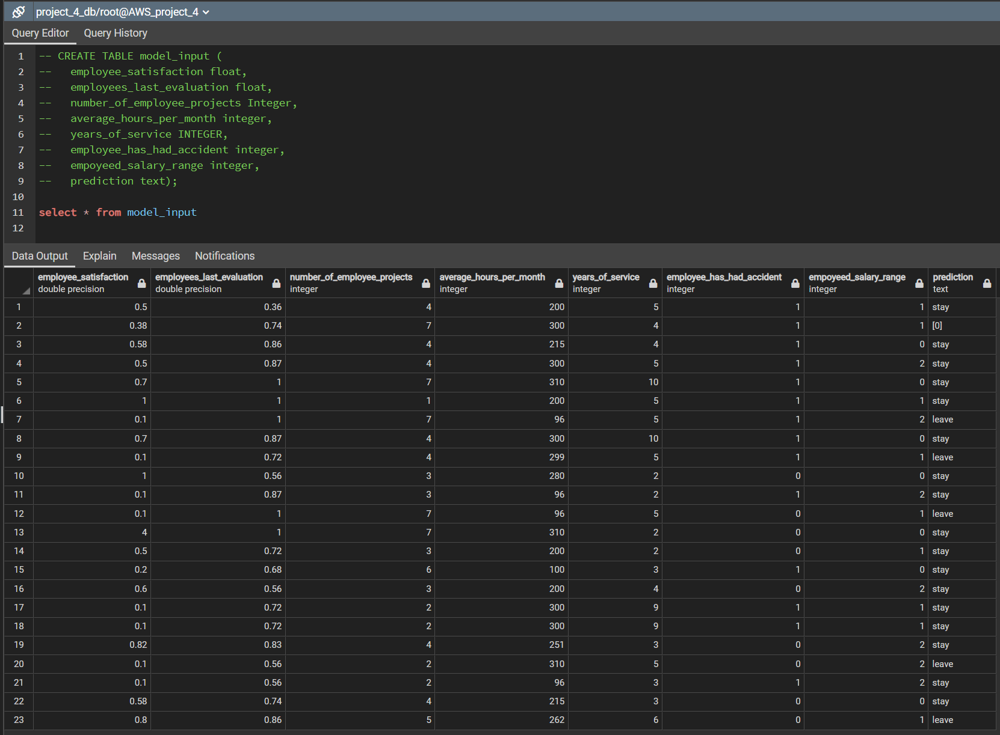 project_4_db/root@AWS_project_4
Query Editor Query History
1 -- CREATE TABLE model_input (
2 -- employee_satisfaction float,
3 -- employees_last_evaluation float,
4 -- number_of_employee_projects Integer,
5 -- average_hours_per_month integer,
6 -- years_of_service INTEGER,
7 -- employee_has_had_accident integer,
8 -- empoyeed_salary_range integer,
9 -- prediction text);
10
11 select * from model_input
12
Data Output Explain Messages Notifications
employee_satisfaction employees_last_evaluation number_of_employee_projects average_hours_per_month years_of_service employee_has_had_accident empoyeed_salary_range prediction
double precision double precision integer integer integer integer integer text
1 0.5 0.36 4 200 5 1 1 stay
2 0.38 0.74 7 300 4 1 1 [0]
3 0.58 0.86 4 215 4 1 0 stay
4 0.5 0.87 4 300 5 1 2 stay
5 0.7 1 7 310 10 1 0 stay
6 1 1 1 200 5 1 1 stay
7 0.1 1 7 96 5 1 2 leave
8 0.7 0.87 4 300 10 1 0 stay
9 0.1 0.72 4 299 5 1 1 leave
10 1 0.56 3 280 2 0 0 stay
11 0.1 0.87 3 96 2 1 2 stay
12 0.1 1 7 96 5 0 1 leave
13 4 1 7 310 2 0 0 stay
14 0.5 0.72 3 200 2 0 1 stay
15 0.2 0.68 6 100 3 1 0 stay
16 0.6 0.56 3 200 4 0 2 stay
17 0.1 0.72 2 300 9 1 1 stay
18 0.1 0.72 2 300 9 1 1 stay
19 0.82 0.83 4 251 3 0 2 stay
20 0.1 0.56 2 310 5 0 2 leave
21 0.1 0.56 2 96 3 1 2 stay
22 0.58 0.74 4 215 3 0 0 stay
23 0.8 0.86 5 262 6 0 1 leave